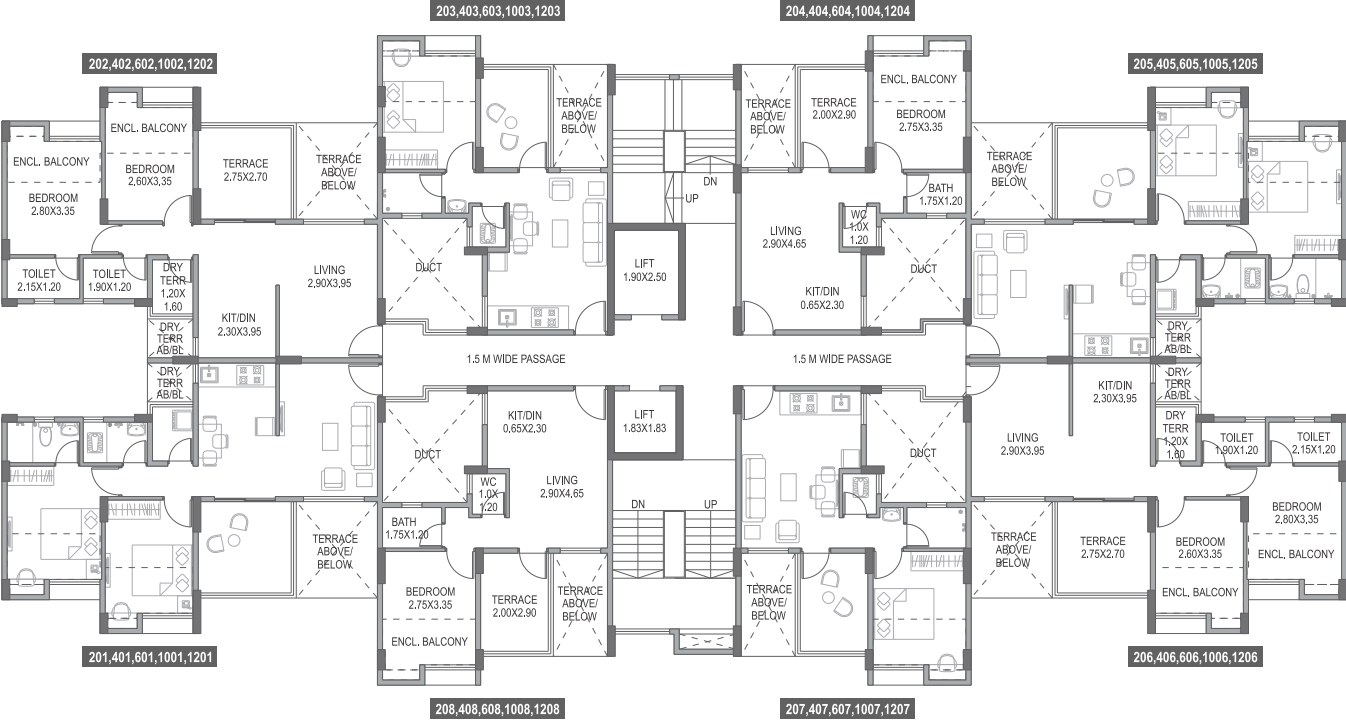 203,403,603,1003,1203
204,404,604,1004,1204
202,402,602,1002,1202
205,405,605,1005,1205
ENCL. BALCONY
BEDROOM
2.80X3.35
ENCL. BALCONY
BEDROOM
2.60X3.35
TERRACE
2.75X2.70
TERRACE
ABOVE/
BELOW
TERRACE
ABOVE/
BELOW
TERRACE
ABOVE/
BELOW
TERRACE
2.00X2.90
ENCL. BALCONY
BEDROOM
2.75X3.35
TERRACE
ABOVE/
BELOW
DN
UP
BATH
1.75X1.20
WC
1.0X
1.20
LIVING
2.90X4.65
KIT/DIN
0.65X2.30
DUCT
TOILET
2.15X1.20
TOILET
1.90X1.20
DRY
TERR
1.20X
1.60
LIVING
2.90X3.95
KIT/DIN
2.30X3.95
DUCT
LIFT
1.90X2.50
DRY
TERR
AB/BL
DRY
TERR
AB/BL
1.5 M WIDE PASSAGE
1.5 M WIDE PASSAGE
DRY
TERR
AB/BL
DRY
TERR
AB/BL
DUCT
KIT/DIN
0.65X2.30
LIFT
1.83X1.83
DUCT
KIT/DIN
2.30X3.95
LIVING
2.90X3.95
DRY
TERR
1.20X
1.60
TOILET
1.90X1.20
TOILET
2.15X1.20
WC
1.0X
1.20
LIVING
2.90X4.65
DN
UP
BATH
1.75X1.20
TERRACE
ABOVE/
BELOW
BEDROOM
2.75X3.35
ENCL. BALCONY
TERRACE
2.00X2.90
TERRACE
ABOVE/
BELOW
TERRACE
ABOVE/
BELOW
TERRACE
ABOVE/
BELOW
TERRACE
2.75X2.70
BEDROOM
2.60X3.35
ENCL. BALCONY
BEDROOM
2.80X3.35
ENCL. BALCONY
201,401,601,1001,1201
206,406,606,1006,1206
208,408,608,1008,1208
207,407,607,1007,1207